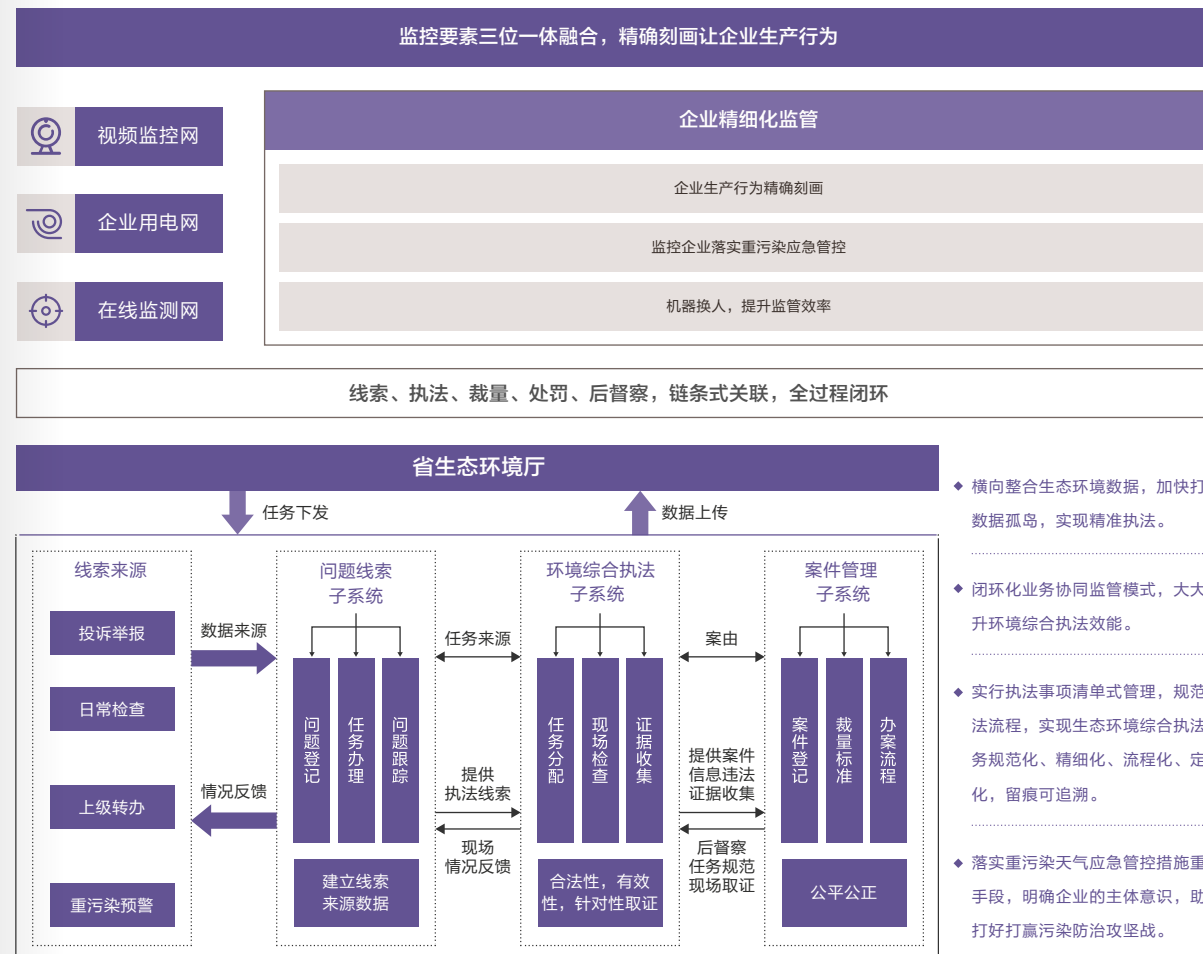 监控要素三位一体融合，精确刻画让企业生产行为
视频监控网
企业用电网
在线监测网
企业精细化监管
企业生产行为精确刻画
监控企业落实重污染应急管控
机器换人，提升监管效率
线索、执法、裁量、处罚、后督察，链条式关联，全过程闭环
省生态环境厅
任务下发
数据上传
线索来源
投诉举报
日常检查
上级转办
重污染预警
数据来源
情况反馈
问题线索
子系统
问题登记
任务办理
问题跟踪
建立线索
来源数据
任务来源
提供
执法线索
现场
情况反馈
环境综合执法
子系统
任务分配
现场检查
证据收集
合法性，有效
性，针对性取证
案由
提供案件
信息违法
证据收集
后督察
任务规范
现场取证
案件管理
子系统
案件登记
裁量标准
办案流程
公平公正
横向整合生态环境数据，加快打
数据孤岛，实现精准执法。
闭环化业务协同监管模式，大大
升环境综合执法效能。
实行执法事项清单式管理，规范
法流程，实现生态环境综合执法
务规范化、精细化、流程化、定
化，留痕可追溯。
落实重污染天气应急管控措施重
手段，明确企业的主体意识，助
打好打赢污染防治攻坚战。